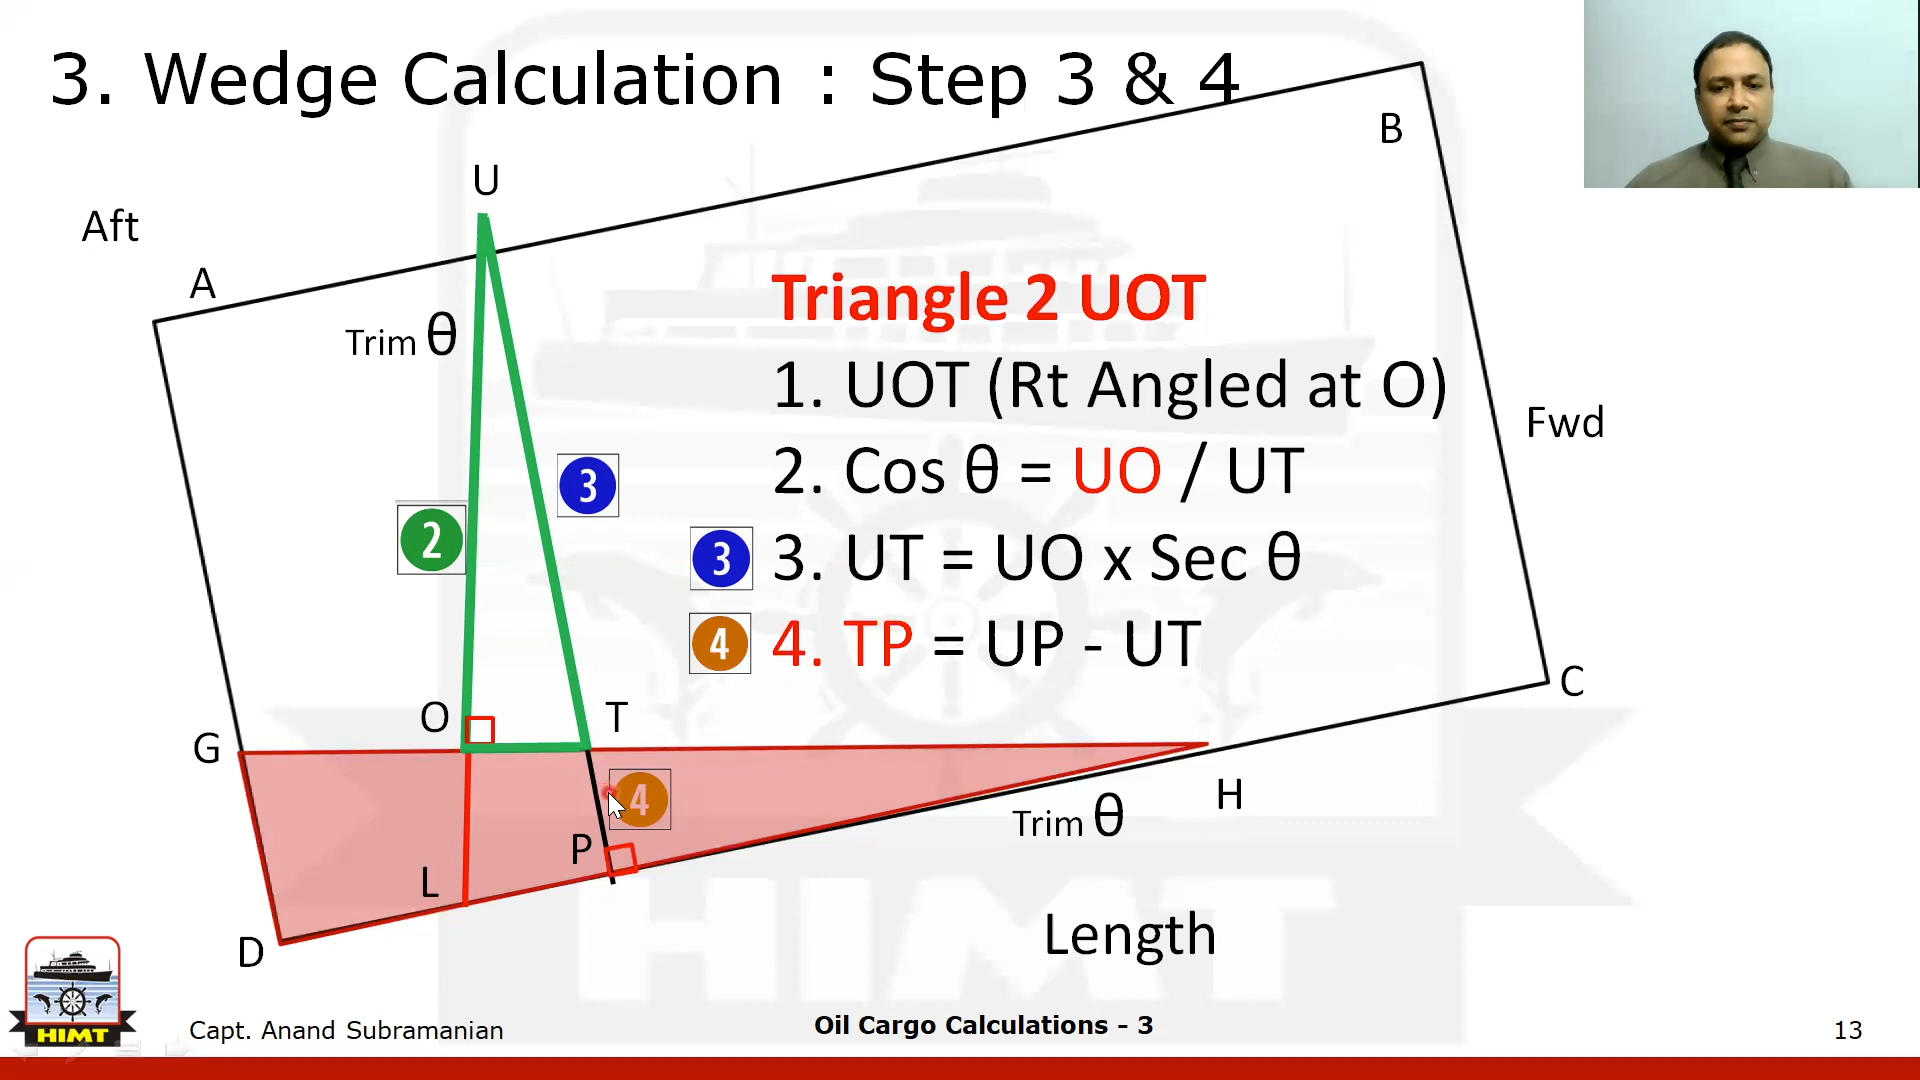 3. Wedge Calculation : Step 3 & 4
B
U
Aft
A
Trim θ
Triangle 2 UOT
1. UOT (Rt Angled at O)
Fwd
2. Cos θ = UO / UT
3
2
3
3. UT = UO x Sec θ
4
4. TP = UP - UT
C
O
T
G
4
H
Trim θ
P
L
D
Length
HIMT
HIMT
Capt. Anand Subramanian
Oil Cargo Calculations - 3
13